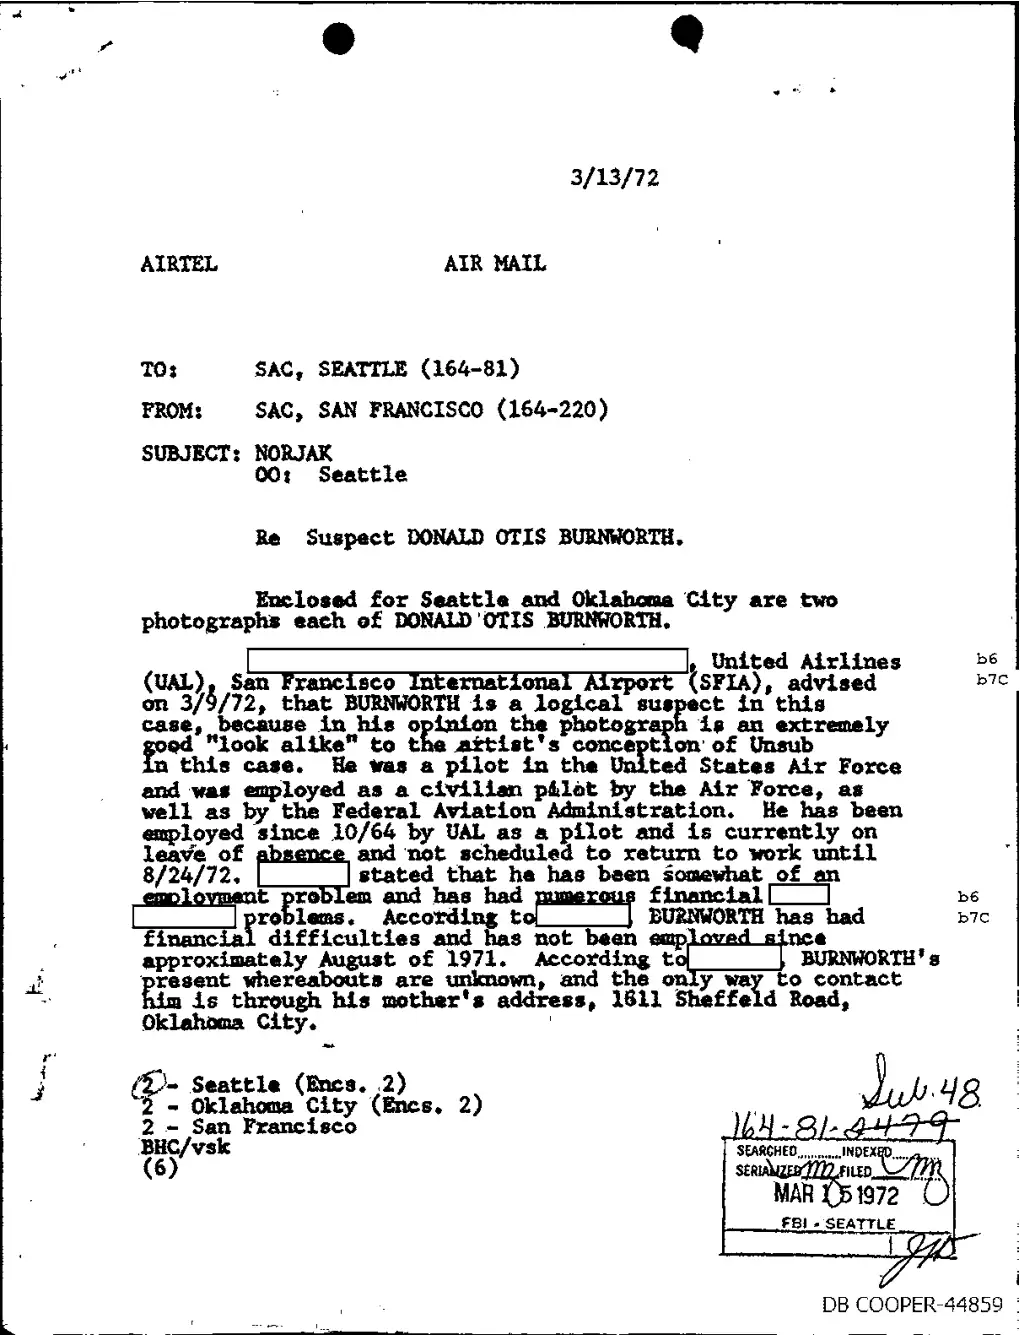 3/13/72
AIRTEL AIR MAIL
TO: SAC, SEATTLE (164-81)
FROM: SAC, SAN FRANCISCO (164-220)
SUBJECT: NORJAK
OO: Seattle
Re Suspect DONALD OTIS BURNWORTH.
Enclosed for Seattle and Oklahoma City are two
photographs each of DONALD OTIS BURNWORTH.
, United Airlines b6
(UAL), San Francisco International Airport (SFIA), advised b7C
on 3/9/72, that BURNWORTH is a logical suspect in this
case, because in his opinion the photograph is an extremely
good "look alike" to the artist's conception of Unsub
in this case. He was a pilot in the United States Air Force
and was employed as a civilian pilot by the Air Force, as
well as by the Federal Aviation Administration. He has been
employed since 10/64 by UAL as a pilot and is currently on
leave of absence and not scheduled to return to work until
8/24/72. stated that he has been somewhat of an
employment problem and has had numerous financial b6
problems. According to , BURNWORTH has had b7C
financial difficulties and has not been employed since
approximately August of 1971. According to , BURNWORTH's
present whereabouts are unknown, and the only way to contact
him is through his mother's address, 1611 Sheffeld Road,
Oklahoma City.
2 - Seattle (Encs. 2)
2 - Oklahoma City (Encs. 2)
2 - San Francisco
BHC/vsk
(6)
Sub. 48
164-81-2479
SEARCHED INDEXED
SERIALIZED FILED
MAR 15 1972
FBI - SEATTLE
DB COOPER-44859